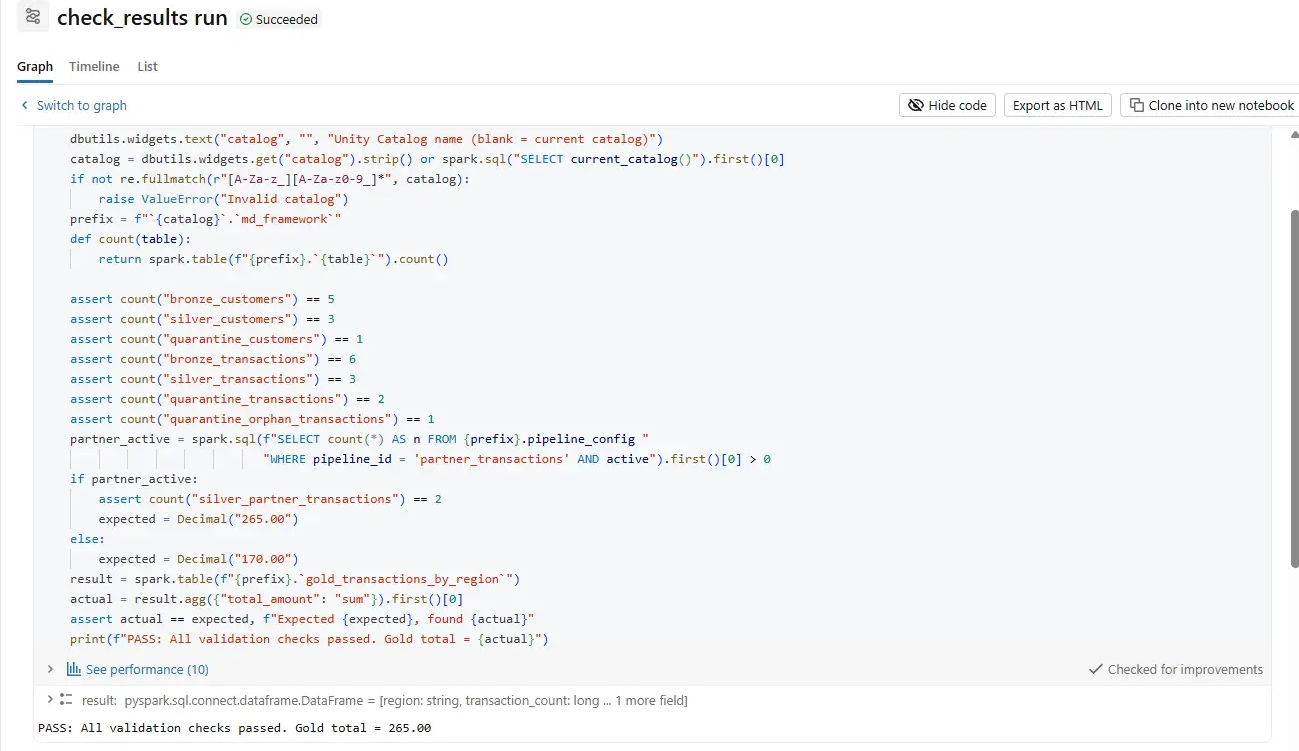 check_results run Succeeded
Graph Timeline List
Switch to graph Hide code Export as HTML Clone into new notebook
dbutils.widgets.text("catalog", "", "Unity Catalog name (blank = current catalog)")
catalog = dbutils.widgets.get("catalog").strip() or spark.sql("SELECT current_catalog()").first()[0]
if not re.fullmatch(r"[A-Za-z_][A-Za-z0-9_]*", catalog):
    raise ValueError("Invalid catalog")
prefix = f"`{catalog}`.`md_framework`"
def count(table):
    return spark.table(f"{prefix}.`{table}`").count()
assert count("bronze_customers") == 5
assert count("silver_customers") == 3
assert count("quarantine_customers") == 1
assert count("bronze_transactions") == 6
assert count("silver_transactions") == 3
assert count("quarantine_transactions") == 2
assert count("quarantine_orphan_transactions") == 1
partner_active = spark.sql(f"SELECT count(*) AS n FROM {prefix}.pipeline_config "
                           "WHERE pipeline_id = 'partner_transactions' AND active").first()[0] > 0
if partner_active:
    assert count("silver_partner_transactions") == 2
    expected = Decimal("265.00")
else:
    expected = Decimal("170.00")
result = spark.table(f"{prefix}.`gold_transactions_by_region`")
actual = result.agg({"total_amount": "sum"}).first()[0]
assert actual == expected, f"Expected {expected}, found {actual}"
print(f"PASS: All validation checks passed. Gold total = {actual}")
See performance (10) Checked for improvements
result: pyspark.sql.connect.dataframe.DataFrame = [region: string, transaction_count: long ... 1 more field]
PASS: All validation checks passed. Gold total = 265.00